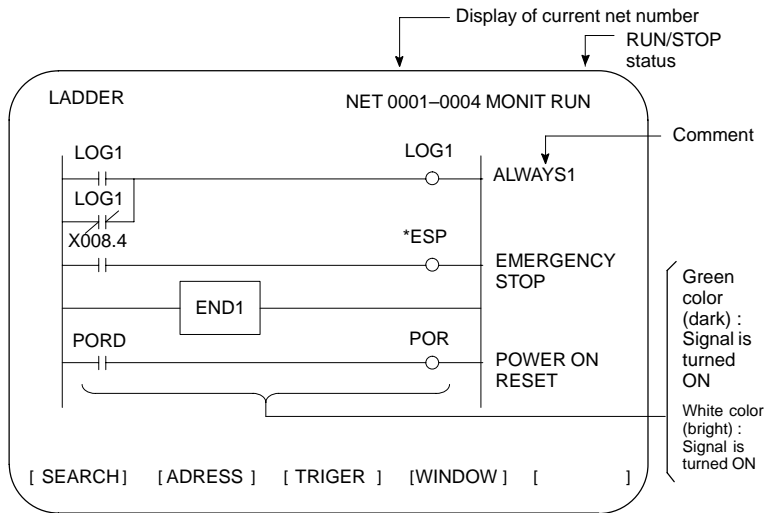 Display of current net number
RUN/STOP
status
LADDER
NET 0001–0004 MONIT RUN
Comment
LOG1
LOG1
ALWAYS1
LOG1
X008.4
*ESP
EMERGENCY
STOP
END1
PORD
POR
POWER ON
RESET
Green
color
(dark) :
Signal is
turned
ON
White color
(bright) :
Signal is
turned ON
[ SEARCH ] [ADRESS ] [ TRIGER ] [WINDOW ] [ ]